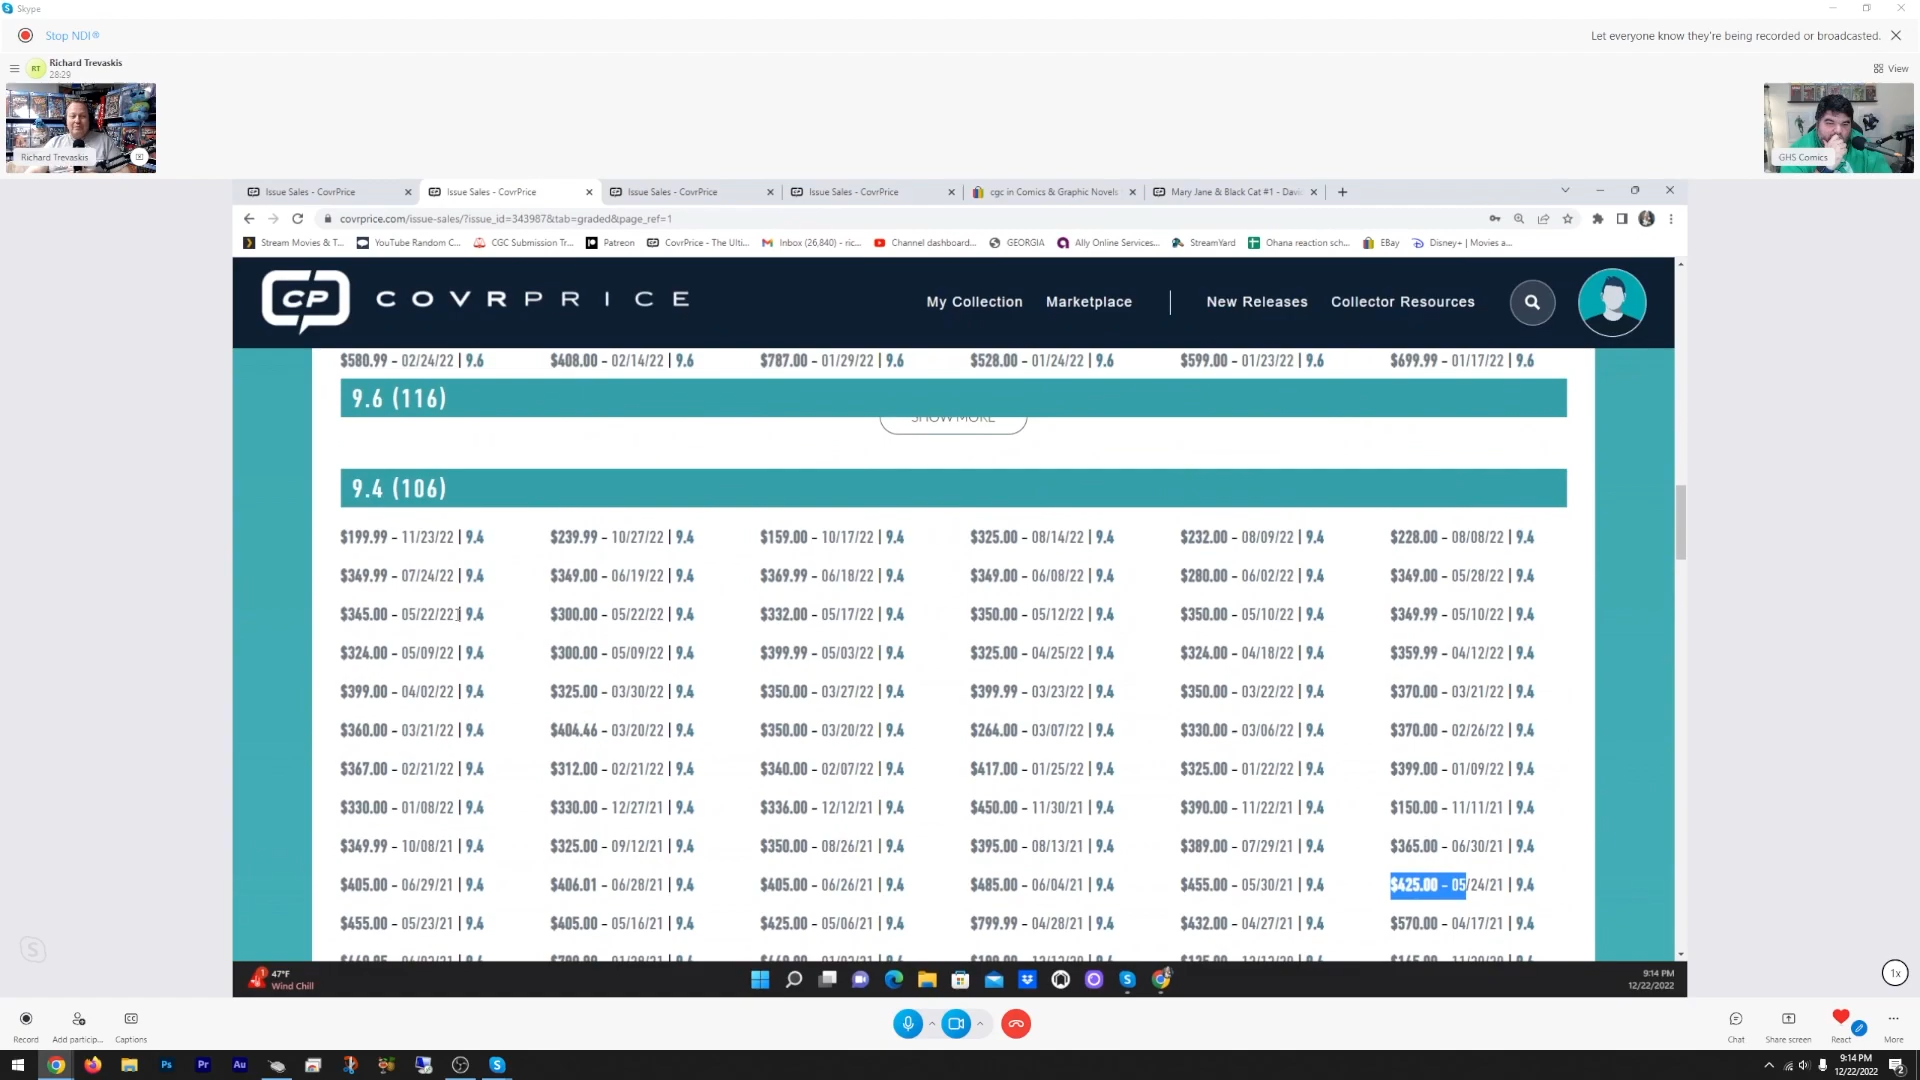 Skype
Stop NDI®
Let everyone know they're being recorded or broadcasted.
RT
Richard Trevaskis
28:29
View
Richard Trevaskis
GHS Comics
Issue Sales - CovrPrice
Issue Sales - CovrPrice
Issue Sales - CovrPrice
Issue Sales - CovrPrice
cgc in Comics & Graphic Novels
Mary Jane & Black Cat #1 - Davi
covrprice.com/issue-sales/?issue_id=343987&tab=graded&page_ref=1
Stream Movies & T...
YouTube Random C...
CGC Submission Tr...
Patreon
CovrPrice - The Ulti...
Inbox (26,840) - ric...
Channel dashboard...
GEORGIA
Ally Online Services...
StreamYard
Ohana reaction sch...
EBay
Disney+ | Movies a...
CP COVRPRICE
My Collection
Marketplace
New Releases
Collector Resources
$580.99 - 02/24/22 | 9.6 $408.00 - 02/14/22 | 9.6 $787.00 - 01/29/22 | 9.6 $528.00 - 01/24/22 | 9.6 $599.00 - 01/23/22 | 9.6 $699.99 - 01/17/22 | 9.6
9.6 (116)
SHOW MORE
9.4 (106)
$199.99 - 11/23/22 | 9.4 $239.99 - 10/27/22 | 9.4 $159.00 - 10/17/22 | 9.4 $325.00 - 08/14/22 | 9.4 $232.00 - 08/09/22 | 9.4 $228.00 - 08/08/22 | 9.4
$349.99 - 07/24/22 | 9.4 $349.00 - 06/19/22 | 9.4 $369.99 - 06/18/22 | 9.4 $349.00 - 06/08/22 | 9.4 $280.00 - 06/02/22 | 9.4 $349.00 - 05/28/22 | 9.4
$345.00 - 05/22/22 | 9.4 $300.00 - 05/22/22 | 9.4 $332.00 - 05/17/22 | 9.4 $350.00 - 05/12/22 | 9.4 $350.00 - 05/10/22 | 9.4 $349.99 - 05/10/22 | 9.4
$324.00 - 05/09/22 | 9.4 $300.00 - 05/09/22 | 9.4 $399.99 - 05/03/22 | 9.4 $325.00 - 04/25/22 | 9.4 $324.00 - 04/18/22 | 9.4 $359.99 - 04/12/22 | 9.4
$399.00 - 04/02/22 | 9.4 $325.00 - 03/30/22 | 9.4 $350.00 - 03/27/22 | 9.4 $399.99 - 03/23/22 | 9.4 $350.00 - 03/22/22 | 9.4 $370.00 - 03/21/22 | 9.4
$360.00 - 03/21/22 | 9.4 $404.46 - 03/20/22 | 9.4 $350.00 - 03/20/22 | 9.4 $264.00 - 03/07/22 | 9.4 $330.00 - 03/06/22 | 9.4 $370.00 - 02/26/22 | 9.4
$367.00 - 02/21/22 | 9.4 $312.00 - 02/21/22 | 9.4 $340.00 - 02/07/22 | 9.4 $417.00 - 01/25/22 | 9.4 $325.00 - 01/22/22 | 9.4 $399.00 - 01/09/22 | 9.4
$330.00 - 01/08/22 | 9.4 $330.00 - 12/27/21 | 9.4 $336.00 - 12/12/21 | 9.4 $450.00 - 11/30/21 | 9.4 $390.00 - 11/22/21 | 9.4 $150.00 - 11/11/21 | 9.4
$349.99 - 10/08/21 | 9.4 $325.00 - 09/12/21 | 9.4 $350.00 - 08/26/21 | 9.4 $395.00 - 08/13/21 | 9.4 $389.00 - 07/29/21 | 9.4 $365.00 - 06/30/21 | 9.4
$405.00 - 06/29/21 | 9.4 $406.01 - 06/28/21 | 9.4 $405.00 - 06/26/21 | 9.4 $485.00 - 06/04/21 | 9.4 $455.00 - 05/30/21 | 9.4 $425.00 - 05/24/21 | 9.4
$455.00 - 05/23/21 | 9.4 $405.00 - 05/16/21 | 9.4 $425.00 - 05/06/21 | 9.4 $799.99 - 04/28/21 | 9.4 $432.00 - 04/27/21 | 9.4 $570.00 - 04/17/21 | 9.4
1
47°F
Wind Chill
9:14 PM
12/22/2022
1x
Record
Add particip...
Captions
Chat
Share screen
React
More
Ps
Pr
Au
9:14 PM
12/22/2022
2